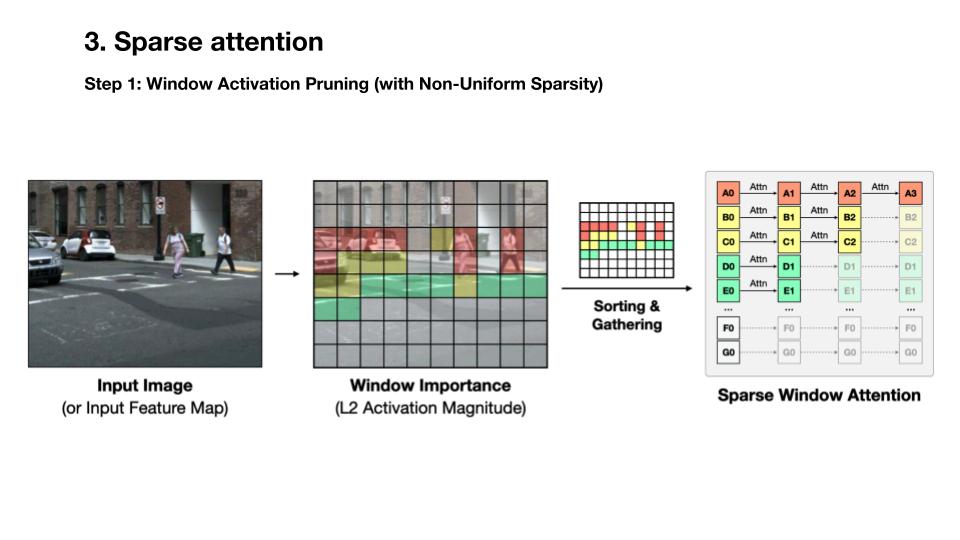 3. Sparse attention
Step 1: Window Activation Pruning (with Non-Uniform Sparsity)
Input Image
(or Input Feature Map)
Window Importance
(L2 Activation Magnitude)
Sorting &
Gathering
A0 Attn A1 Attn A2 Attn A3
B0 Attn B1 Attn B2 B2
C0 Attn C1 Attn C2 C2
D0 Attn D1 D1 D1
E0 Attn E1 E1 E1
... ... ... ...
F0 F0 F0 F0
G0 G0 G0 G0
Sparse Window Attention